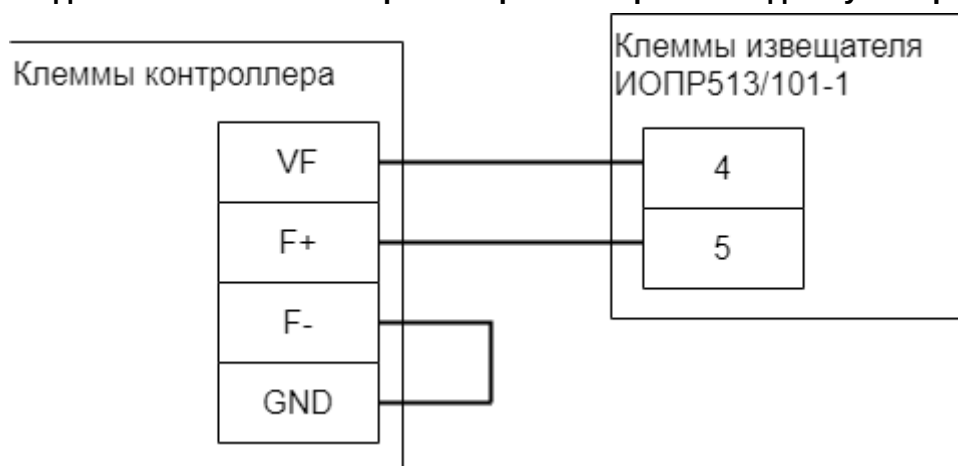 Клеммы контроллера
Клеммы извещателя
ИОПР513/101-1
VF
4
F+
5
F-
GND